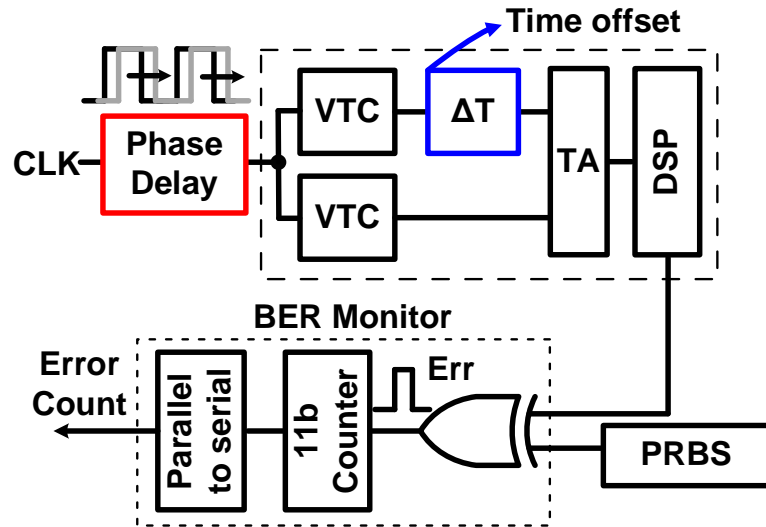 Time offset
VTC
ΔT
CLK
Phase
Delay
TA
DSP
VTC
BER Monitor
Error
Count
Parallel
to serial
11b
Counter
Err
PRBS